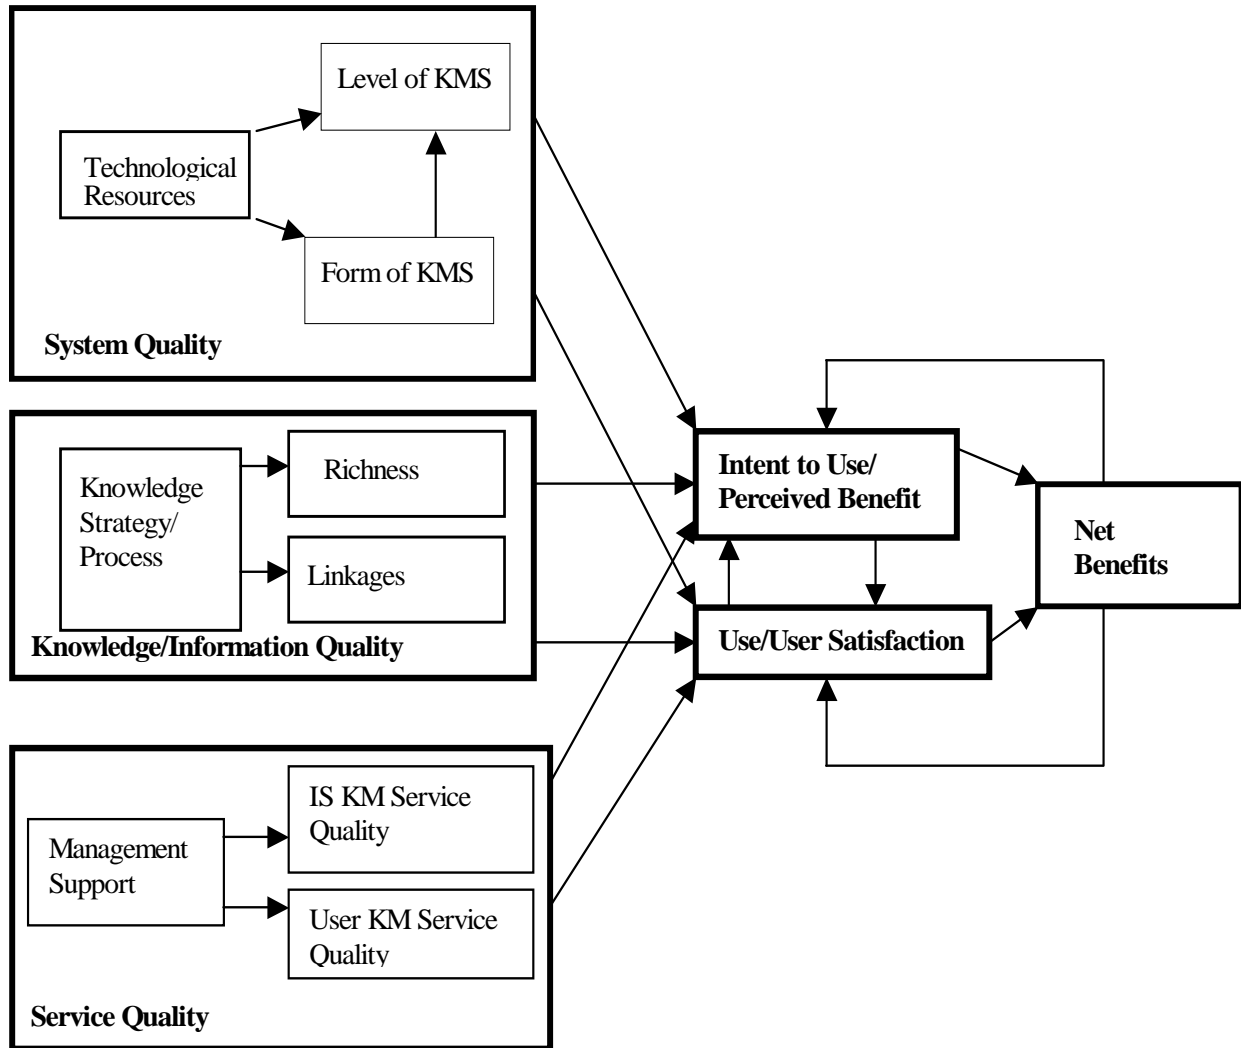 Level of KMS
Technological
Resources
Form of KMS
System Quality
Knowledge
Strategy/
Process
Richness
Linkages
Knowledge/Information Quality
Management
Support
IS KM Service
Quality
User KM Service
Quality
Service Quality
Intent to Use/
Perceived Benefit
Use/User Satisfaction
Net
Benefits